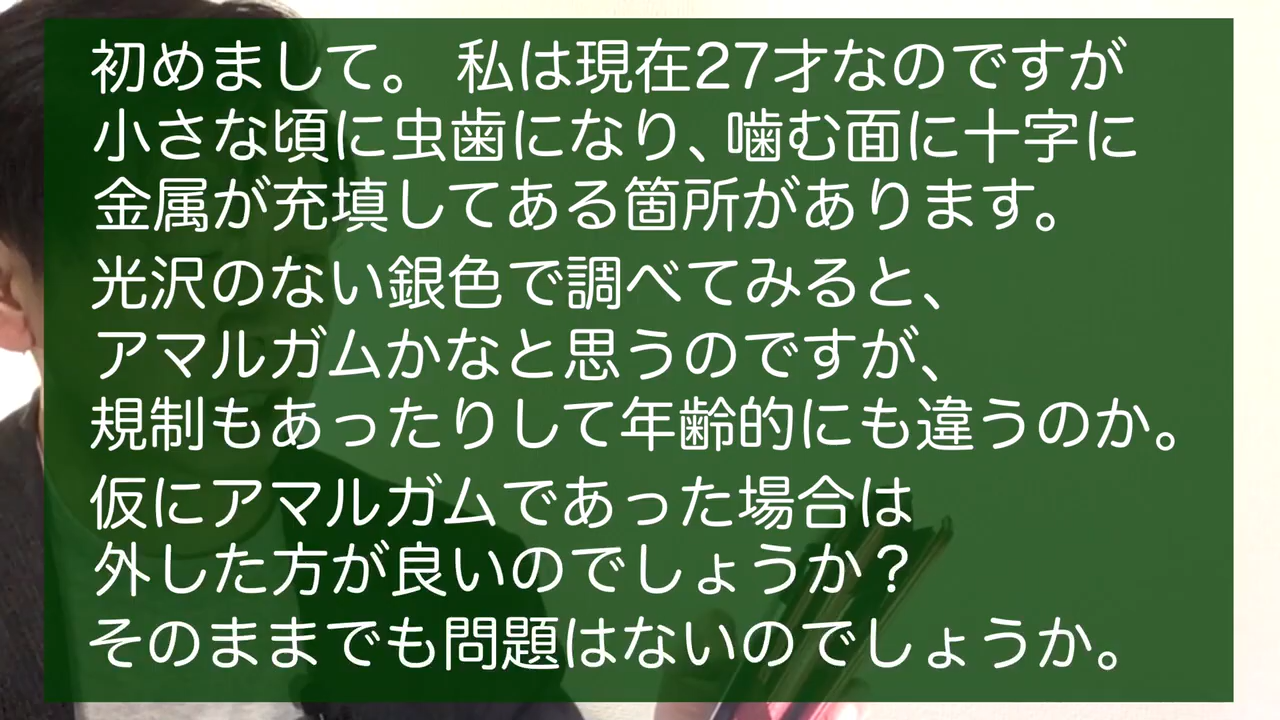 初めまして。 私は現在27才なのですが
小さな頃に虫歯になり、噛む面に十字に
金属が充填してある箇所があります。
光沢のない銀色で調べてみると、
アマルガムかなと思うのですが、
規制もあったりして年齢的にも違うのか。
仮にアマルガムであった場合は
外した方が良いのでしょうか？
そのままでも問題はないのでしょうか。